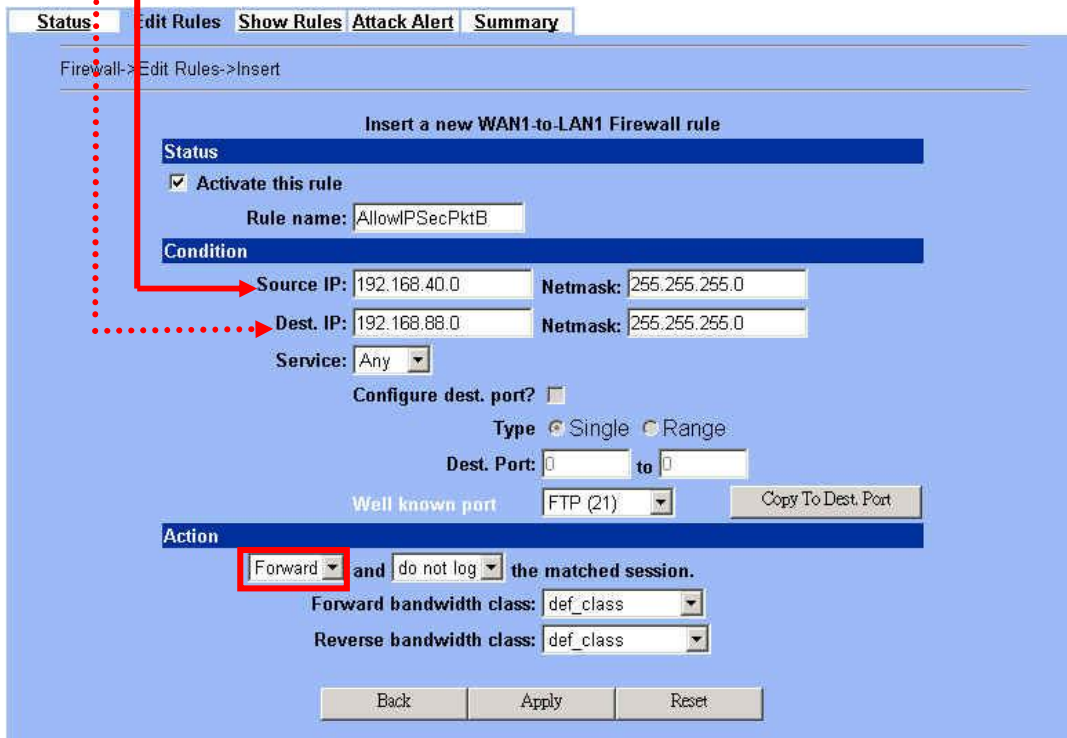 Status Edit Rules Show Rules Attack Alert Summary
Firewall->Edit Rules->Insert
Insert a new WAN1-to-LAN1 Firewall rule
Status
Activate this rule
Rule name: AllowIPSecPktB
Condition
Source IP: 192.168.40.0 Netmask: 255.255.255.0
Dest. IP: 192.168.88.0 Netmask: 255.255.255.0
Service: Any
Configure dest. port?
Type Single Range
Dest. Port: 0 to 0
Well known port FTP (21) Copy To Dest. Port
Action
Forward and do not log the matched session.
Forward bandwidth class: def_class
Reverse bandwidth class: def_class
Back Apply Reset